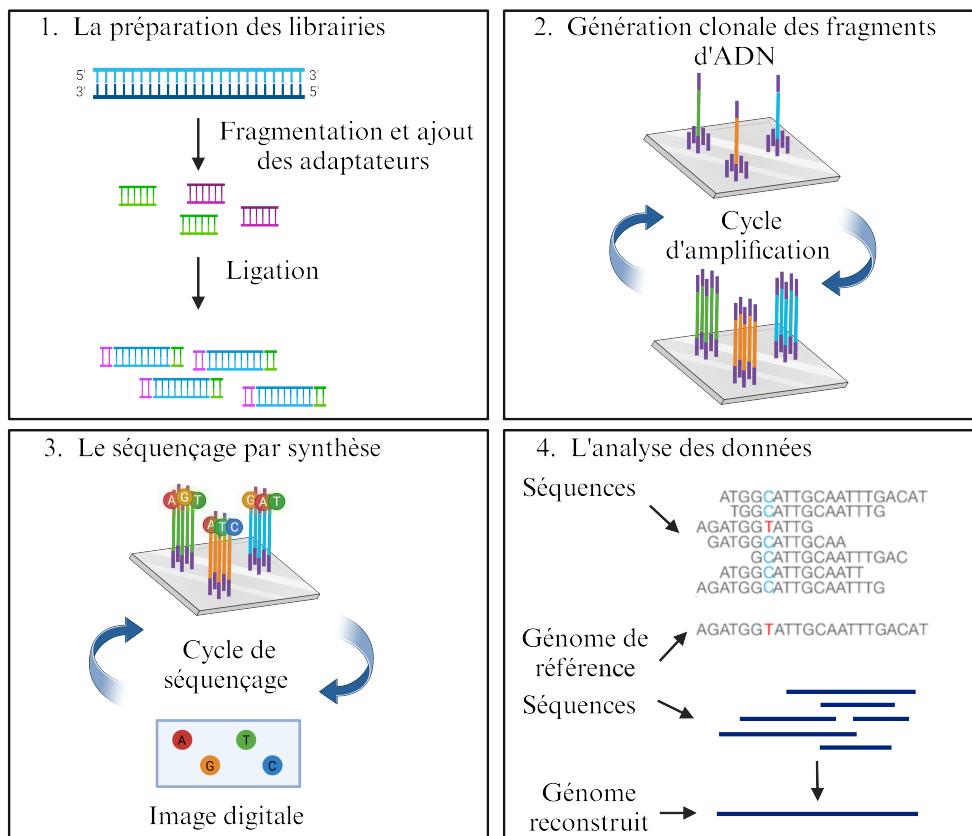 1. La préparation des librairies
5' 3'
3' 5'
Fragmentation et ajout
des adaptateurs
Ligation
2. Génération clonale des fragments
d'ADN
Cycle
d'amplification
3. Le séquençage par synthèse
A G T G A T
A T C
Cycle de
séquençage
A T
G C
Image digitale
4. L'analyse des données
Séquences
ATGGCATTGCAATTTGACAT
TGGCATTGCAATTTG
AGATGGTATTG
GATGGCATTGCAA
GCATTGCAATTTGAC
ATGGCATTGCAATT
AGATGGCATTGCAATTTG
AGATGGTATTGCAATTTGACAT
Génome de
référence
Séquences
Génome
reconstruit